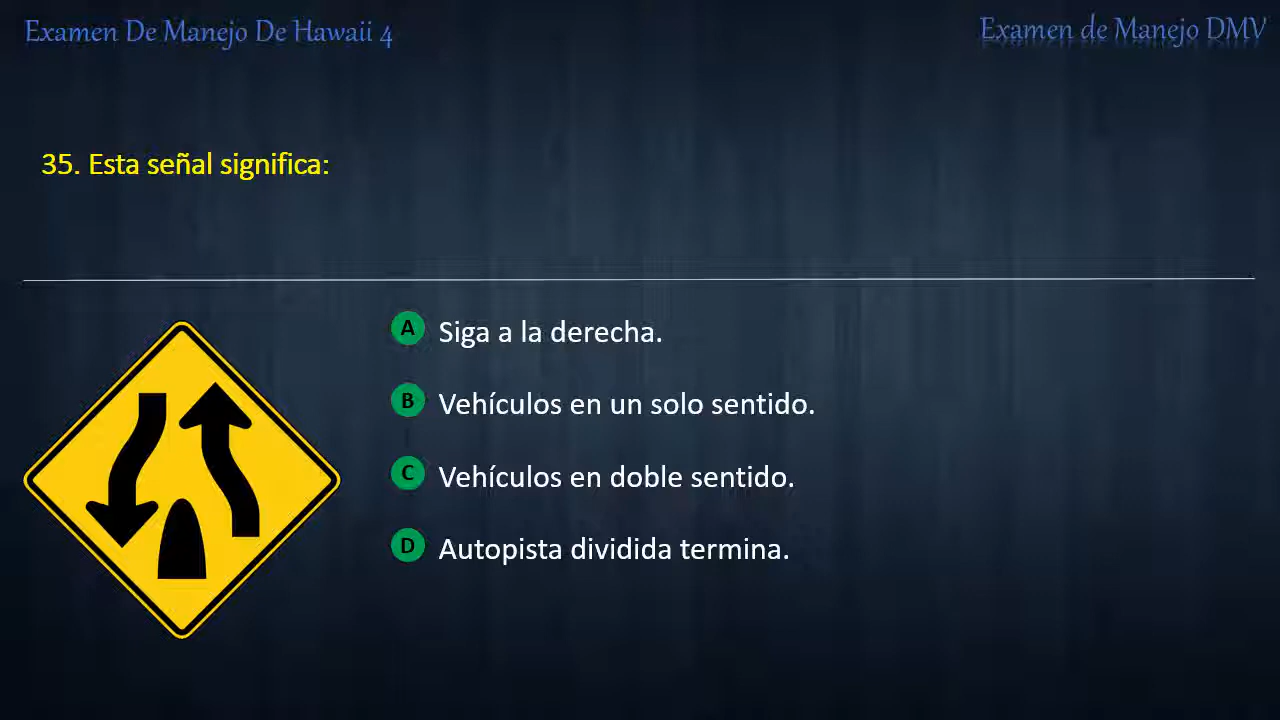 Examen De Manejo De Hawaii 4
Examen de Manejo DMV
35. Esta señal significa:
A Siga a la derecha.
B Vehículos en un solo sentido.
C Vehículos en doble sentido.
D Autopista dividida termina.